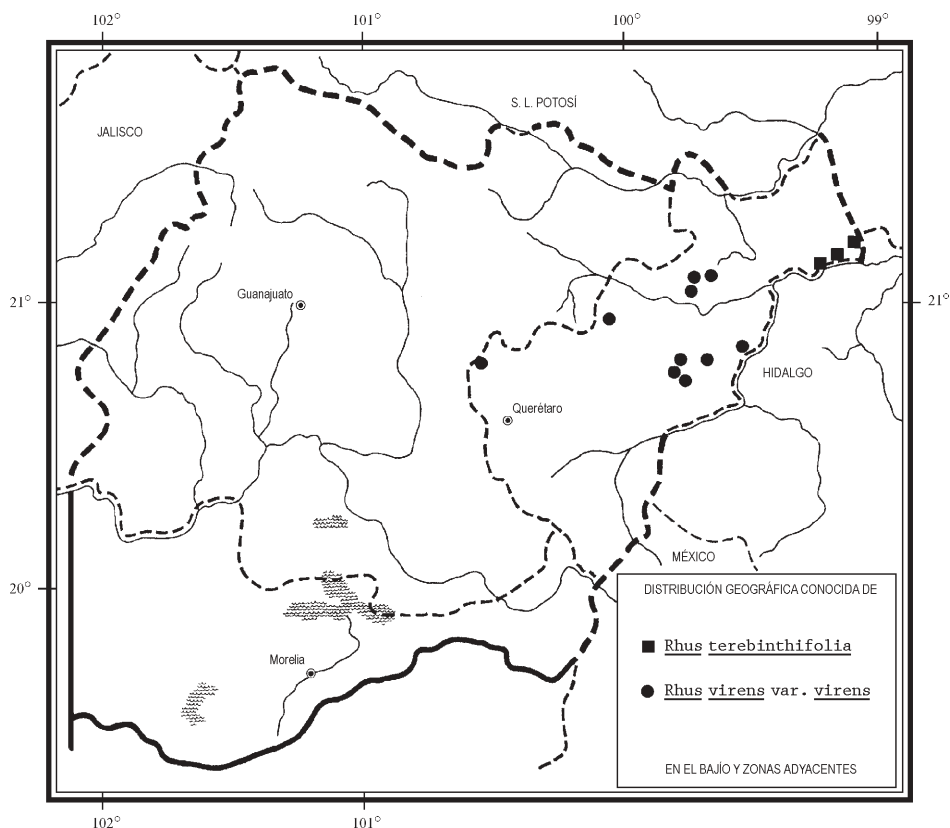 102° 101° 100° 99°
S. L. POTOSÍ
JALISCO
Guanajuato
21° 21°
HIDALGO
Querétaro
MÉXICO
20°
DISTRIBUCIÓN GEOGRÁFICA CONOCIDA DE
Rhus terebinthifolia
Morelia
Rhus virens var. virens
EN EL BAJÍO Y ZONAS ADYACENTES
102° 101°